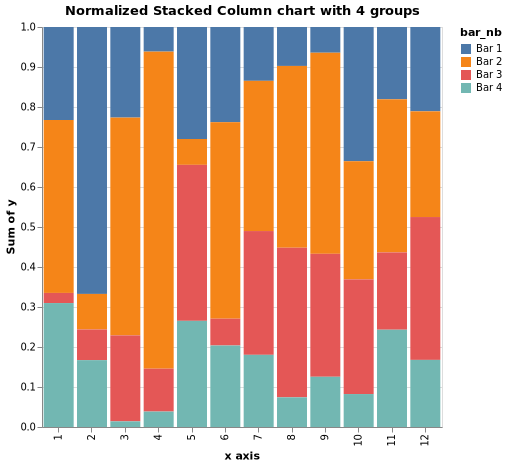 Normalized Stacked Column chart with 4 groups
bar_nb
Bar 1
Bar 2
Bar 3
Bar 4
Sum of y
1.0
0.9
0.8
0.7
0.6
0.5
0.4
0.3
0.2
0.1
0.0
1 2 3 4 5 6 7 8 9 10 11 12
x axis